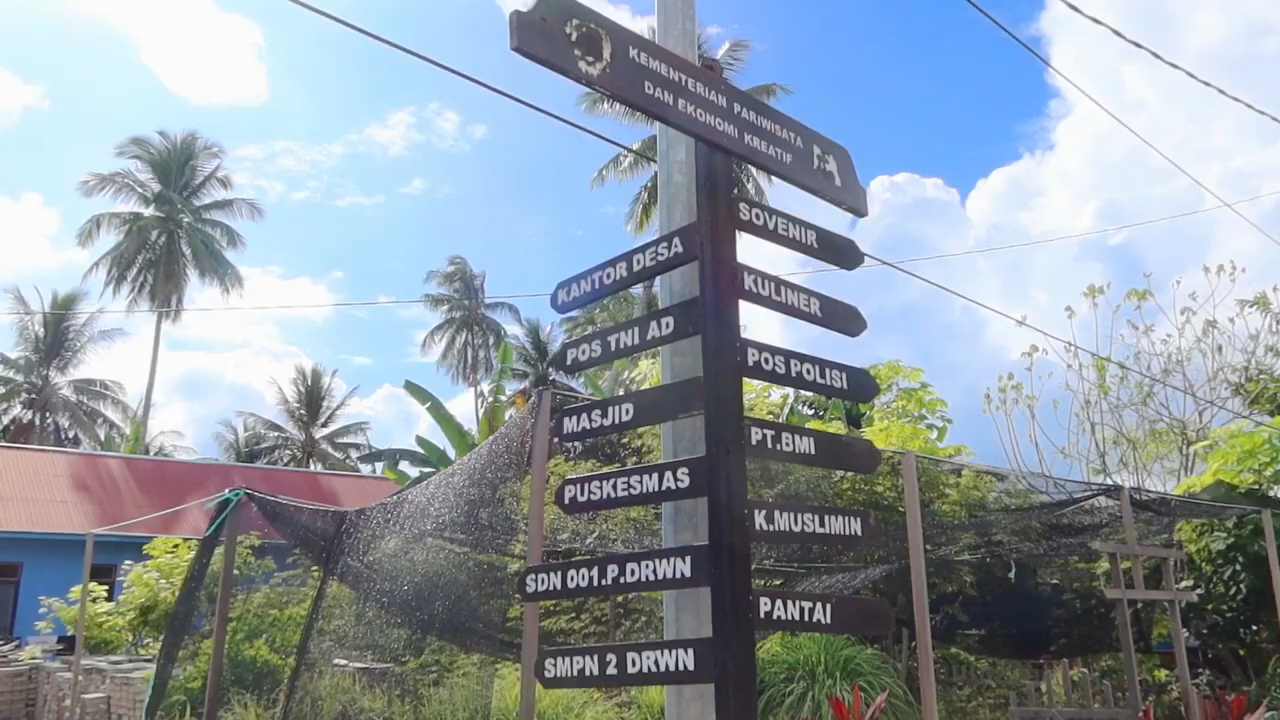 KEMENTERIAN PARIWISATA
DAN EKONOMI KREATIF
SOVENIR
KANTOR DESA
KULINER
POS TNI AD
POS POLISI
MASJID
PT.BMI
PUSKESMAS
K.MUSLIMIN
SDN 001.P.DRWN
PANTAI
SMPN 2 DRWN